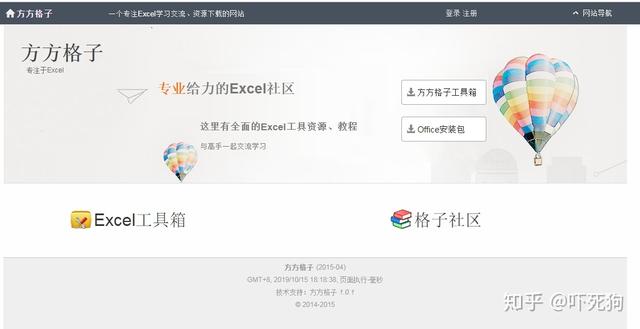 方方格子 一个专注Excel学习交流、资源下载的网站 登录 注册 网站导航
方方格子
专注于Excel
专业给力的Excel社区
方方格子工具箱
这里有全面的Excel工具资源、教程
Office安装包
与高手一起交流学习
Excel工具箱 格子社区
方方格子 (2015-04)
GMT+8, 2019/10/15 18:18:38, 页面执行-毫秒
技术支持：方方格子 †.0.†
© 2014-2015
知乎 @吓死狗